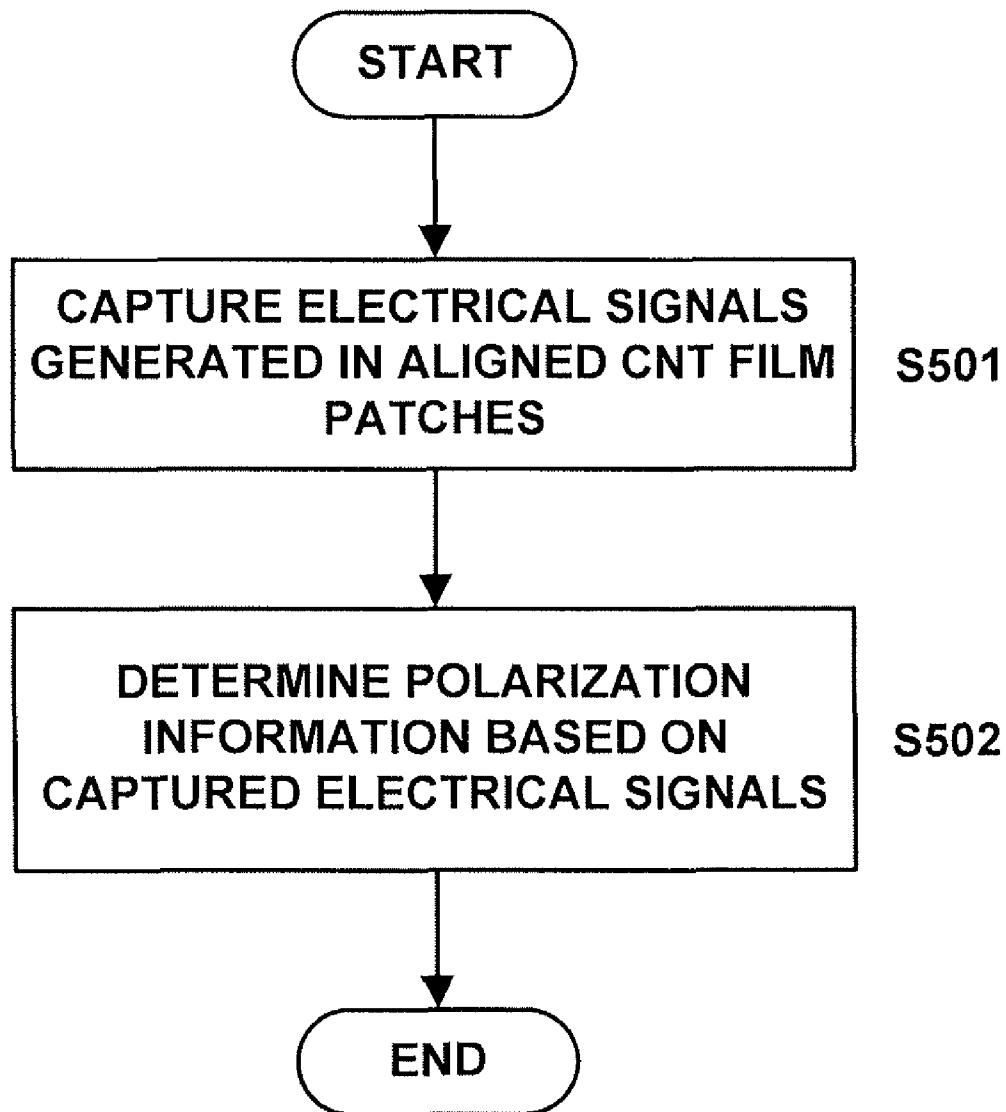 START
CAPTURE ELECTRICAL SIGNALS
GENERATED IN ALIGNED CNT FILM
PATCHES
S501
DETERMINE POLARIZATION
INFORMATION BASED ON
CAPTURED ELECTRICAL SIGNALS
S502
END